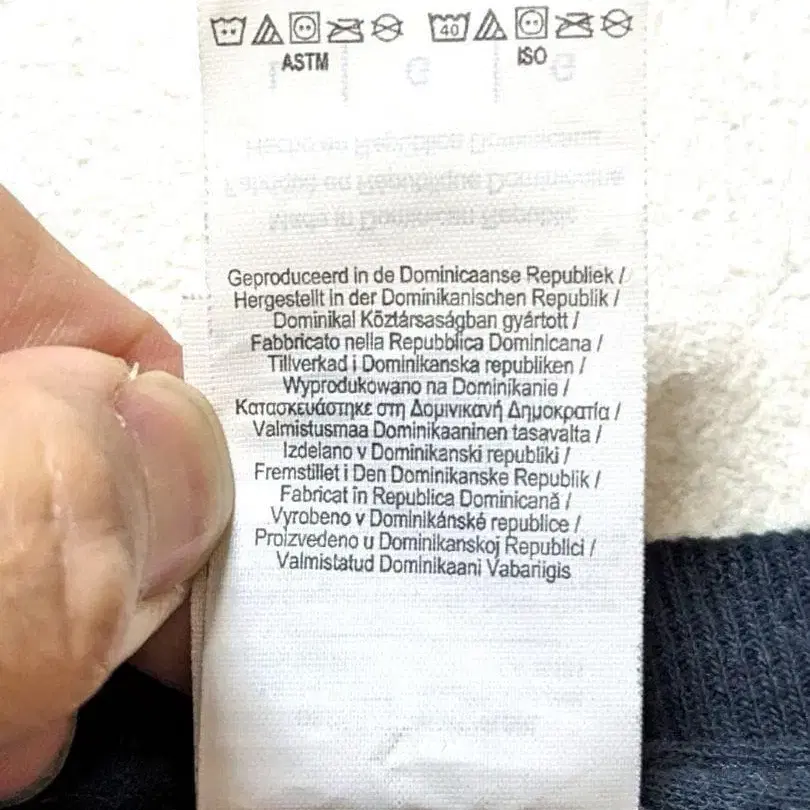 40
ASTM ISO
Geproduceerd in de Dominicaanse Republiek /
Hergestellt in der Dominikanischen Republik /
Dominikai Köztársaságban gyártott /
Fabbricato nella Repubblica Dominicana /
Tillverkad i Dominikanska republiken /
Wyprodukowano na Dominikanie /
Κατασκευάστηκε στη Δομινικανή Δημοκρατία /
Valmistusmaa Dominikaaninen tasavalta /
Izdelano v Dominikanski republiki /
Fremstillet i Den Dominikanske Republik /
Fabricat în Republica Dominicană /
Vyrobeno v Dominikánské republice /
Proizvedeno u Dominikanskoj Republici /
Valmistatud Dominikaani Vabariigis